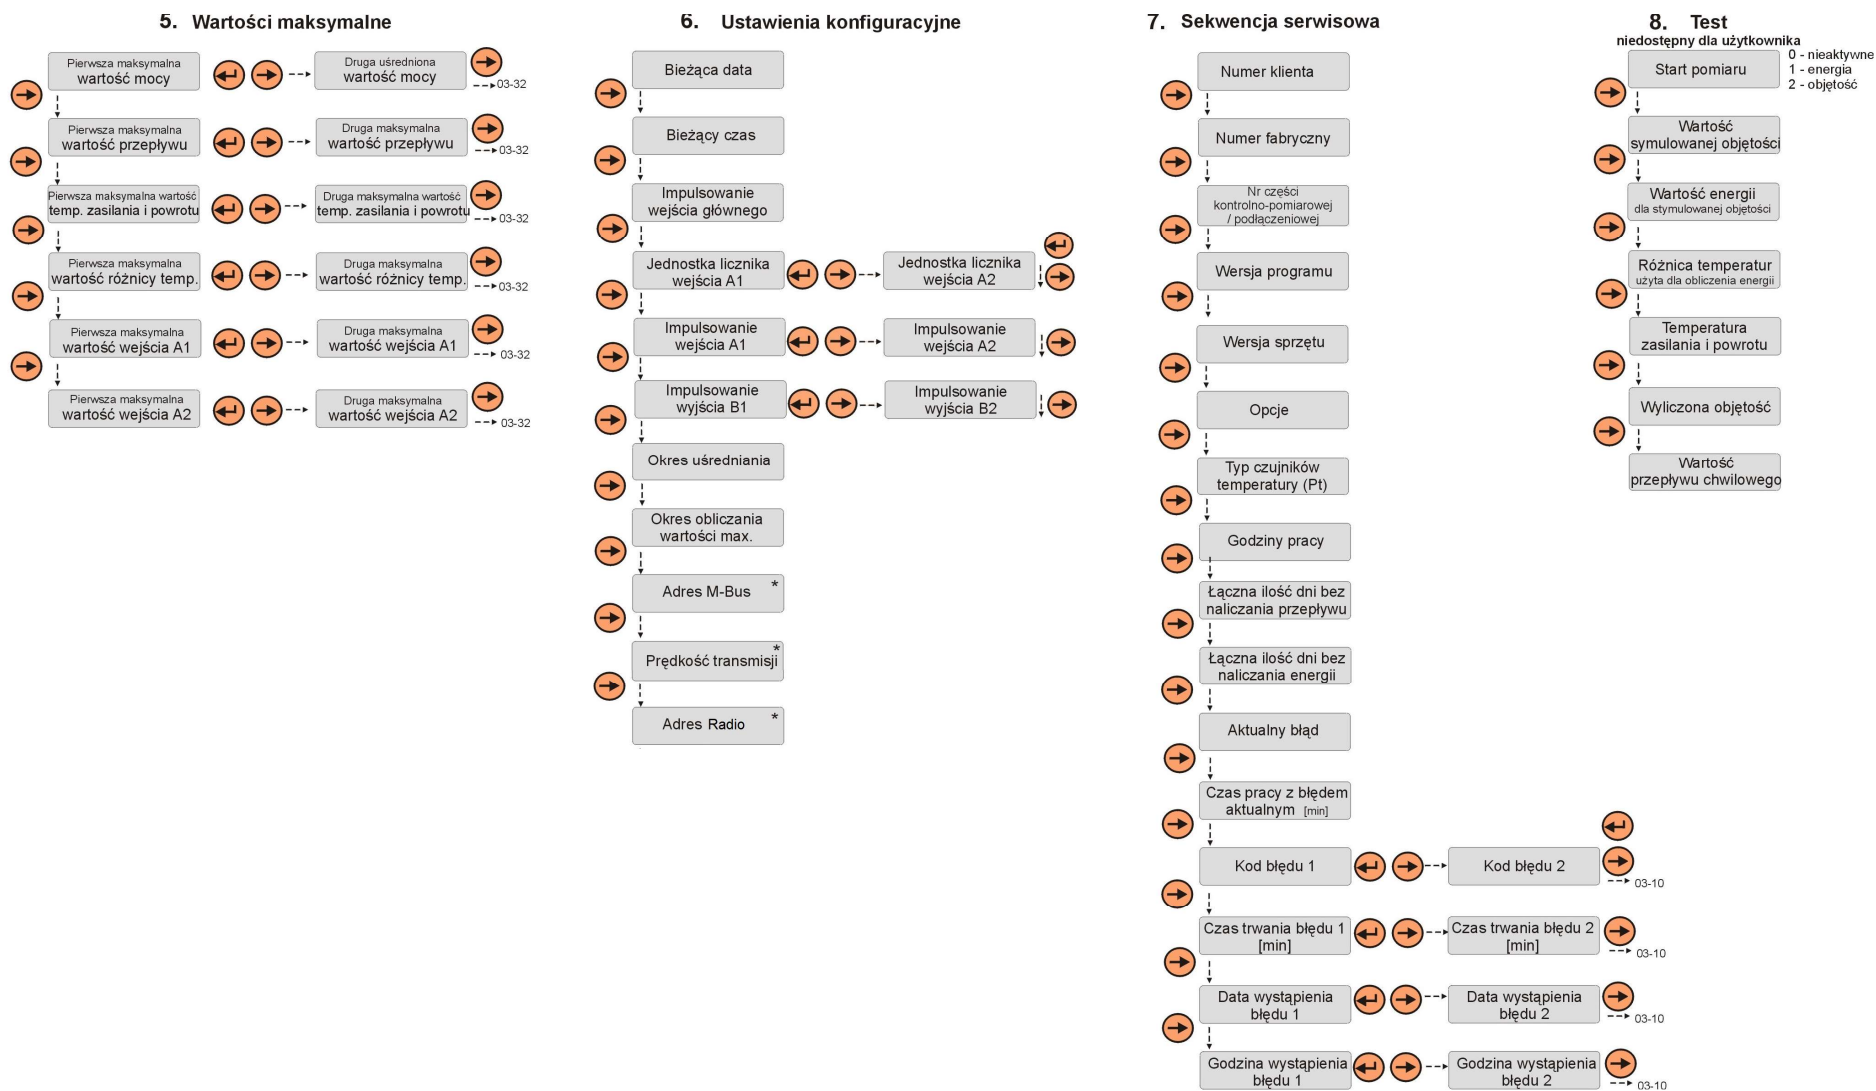 5. Wartości maksymalne
Pierwsza maksymalna
wartość mocy
Druga uśredniona
wartość mocy
03-32
Pierwsza maksymalna
wartość przepływu
Druga maksymalna
wartość przepływu
03-32
Pierwsza maksymalna wartość
temp. zasilania i powrotu
Druga maksymalna wartość
temp. zasilania i powrotu
03-32
Pierwsza maksymalna
wartość różnicy temp.
Druga maksymalna
wartość różnicy temp.
03-32
Pierwsza maksymalna
wartość wejścia A1
Druga maksymalna
wartość wejścia A1
03-32
Pierwsza maksymalna
wartość wejścia A2
Druga maksymalna
wartość wejścia A2
03-32
6. Ustawienia konfiguracyjne
Bieżąca data
Bieżący czas
Impulsowanie
wejścia głównego
Jednostka licznika
wejścia A1
Jednostka licznika
wejścia A2
Impulsowanie
wejścia A1
Impulsowanie
wejścia A2
Impulsowanie
wyjścia B1
Impulsowanie
wyjścia B2
Okres uśredniania
Okres obliczania
wartości max.
Adres M-Bus *
Prędkość transmisji *
Adres Radio *
7. Sekwencja serwisowa
Numer klienta
Numer fabryczny
Nr części
kontrolno-pomiarowej
/ podłączeniowej
Wersja programu
Wersja sprzętu
Opcje
Typ czujników
temperatury (Pt)
Godziny pracy
Łączna ilość dni bez
naliczania przepływu
Łączna ilość dni bez
naliczania energii
Aktualny błąd
Czas pracy z błędem
aktualnym [min]
Kod błędu 1
Kod błędu 2
03-10
Czas trwania błędu 1
[min]
Czas trwania błędu 2
[min]
03-10
Data wystąpienia
błędu 1
Data wystąpienia
błędu 2
03-10
Godzina wystąpienia
błędu 1
Godzina wystąpienia
błędu 2
03-10
8. Test
niedostępny dla użytkownika
0 - nieaktywne
1 - energia
2 - objętość
Start pomiaru
Wartość
symulowanej objętości
Wartość energii
dla stymulowanej objętości
Różnica temperatur
użyta dla obliczenia energii
Temperatura
zasilania i powrotu
Wyliczona objętość
Wartość
przepływu chwilowego